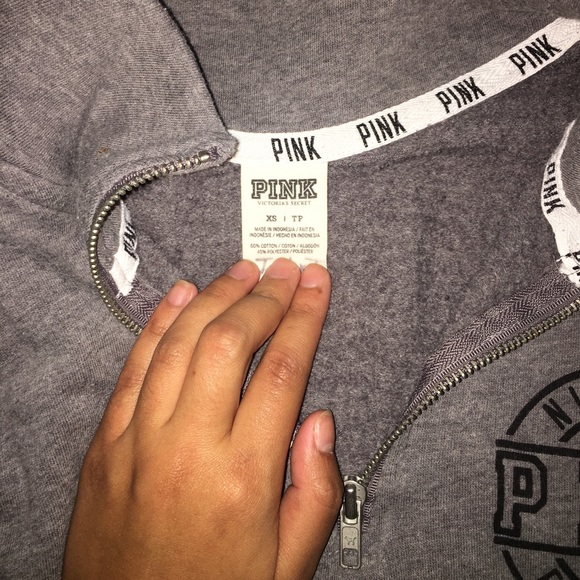 PINK PINK PINK PINK
PINK
PINK
PINK
VICTORIA'S SECRET
XS | TP
MADE IN INDONESIA / FAIT EN
INDONÉSIE / HECHO EN INDONESIA
60% COTTON / COTON / ALGODÓN
40% POLYESTER / POLIÉSTER